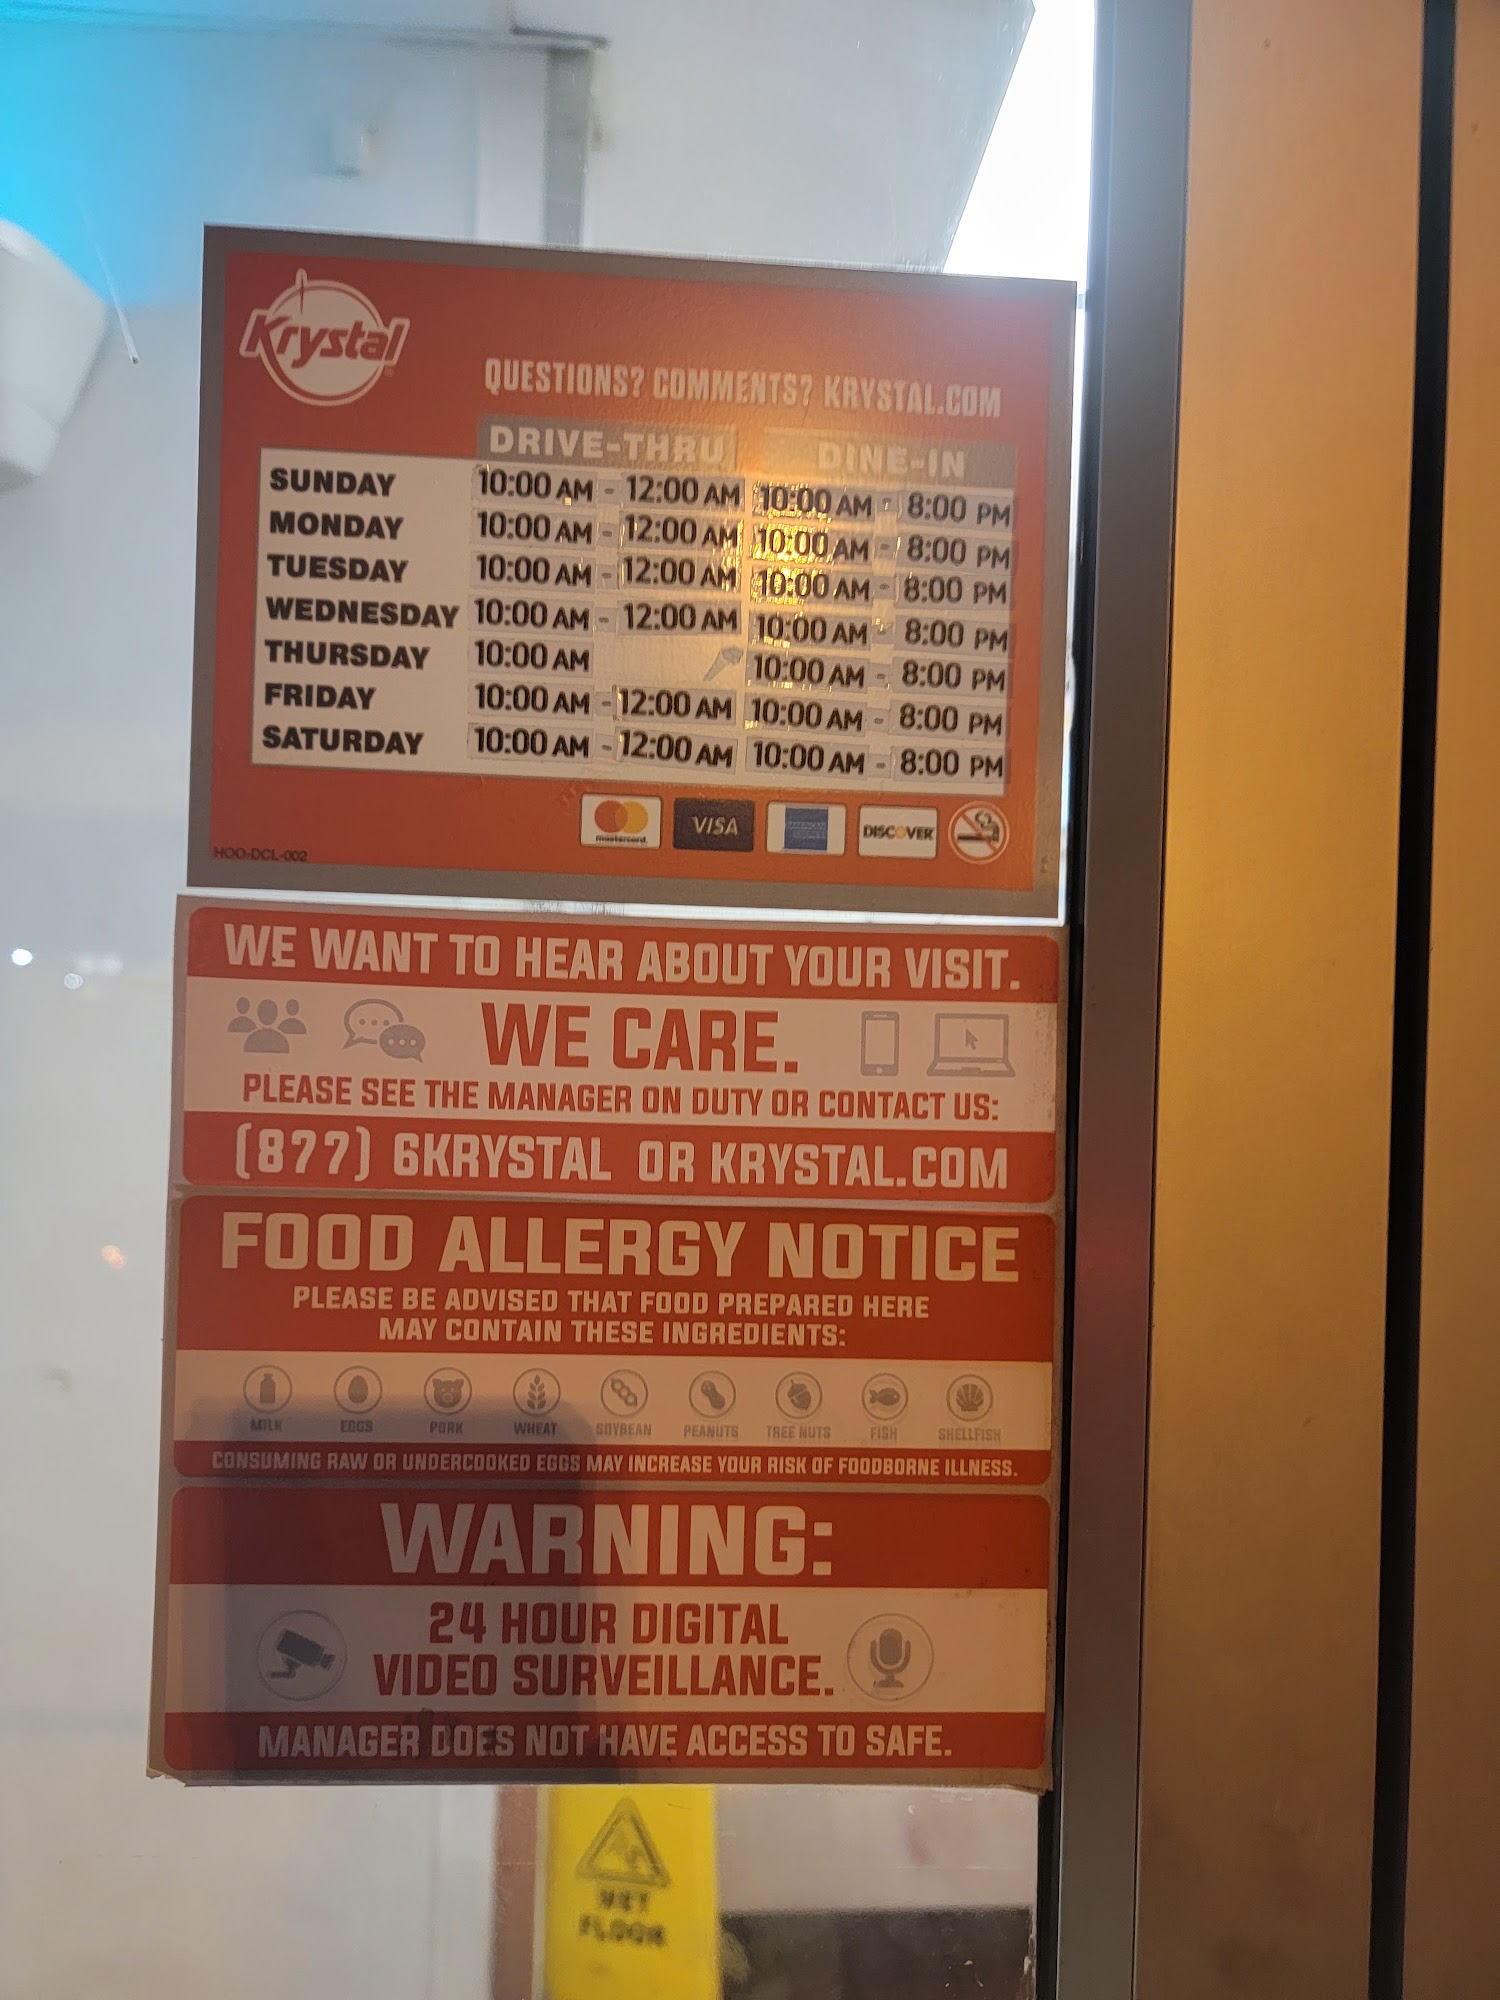 Krystal
QUESTIONS? COMMENTS? KRYSTAL.COM
DRIVE-THRU DINE-IN
SUNDAY 10:00 AM - 12:00 AM 10:00 AM - 8:00 PM
MONDAY 10:00 AM - 12:00 AM 10:00 AM - 8:00 PM
TUESDAY 10:00 AM - 12:00 AM 10:00 AM - 8:00 PM
WEDNESDAY 10:00 AM - 12:00 AM 10:00 AM - 8:00 PM
THURSDAY 10:00 AM 10:00 AM - 8:00 PM
FRIDAY 10:00 AM - 12:00 AM 10:00 AM - 8:00 PM
SATURDAY 10:00 AM - 12:00 AM 10:00 AM - 8:00 PM
mastercard VISA AMERICAN EXPRESS DISCOVER
HOO-DCL-002
WE WANT TO HEAR ABOUT YOUR VISIT.
WE CARE.
PLEASE SEE THE MANAGER ON DUTY OR CONTACT US:
(877) 6KRYSTAL OR KRYSTAL.COM
FOOD ALLERGY NOTICE
PLEASE BE ADVISED THAT FOOD PREPARED HERE
MAY CONTAIN THESE INGREDIENTS:
MILK EGGS PORK WHEAT SOYBEAN PEANUTS TREE NUTS FISH SHELLFISH
CONSUMING RAW OR UNDERCOOKED EGGS MAY INCREASE YOUR RISK OF FOODBORNE ILLNESS.
WARNING:
24 HOUR DIGITAL
VIDEO SURVEILLANCE.
MANAGER DOES NOT HAVE ACCESS TO SAFE.
WET
FLOOR